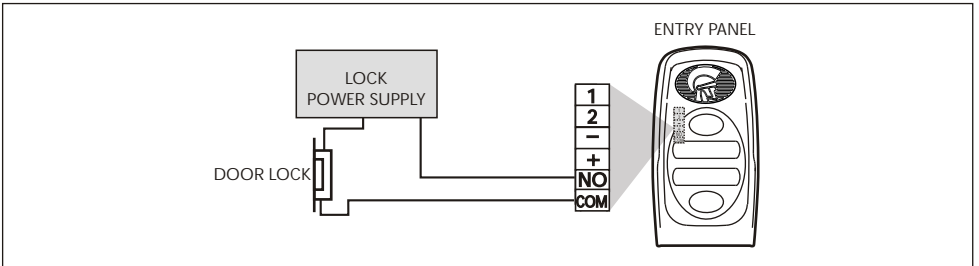 ENTRY PANEL
LOCK
POWER SUPPLY
DOOR LOCK
1
2
–
+
NO
COM